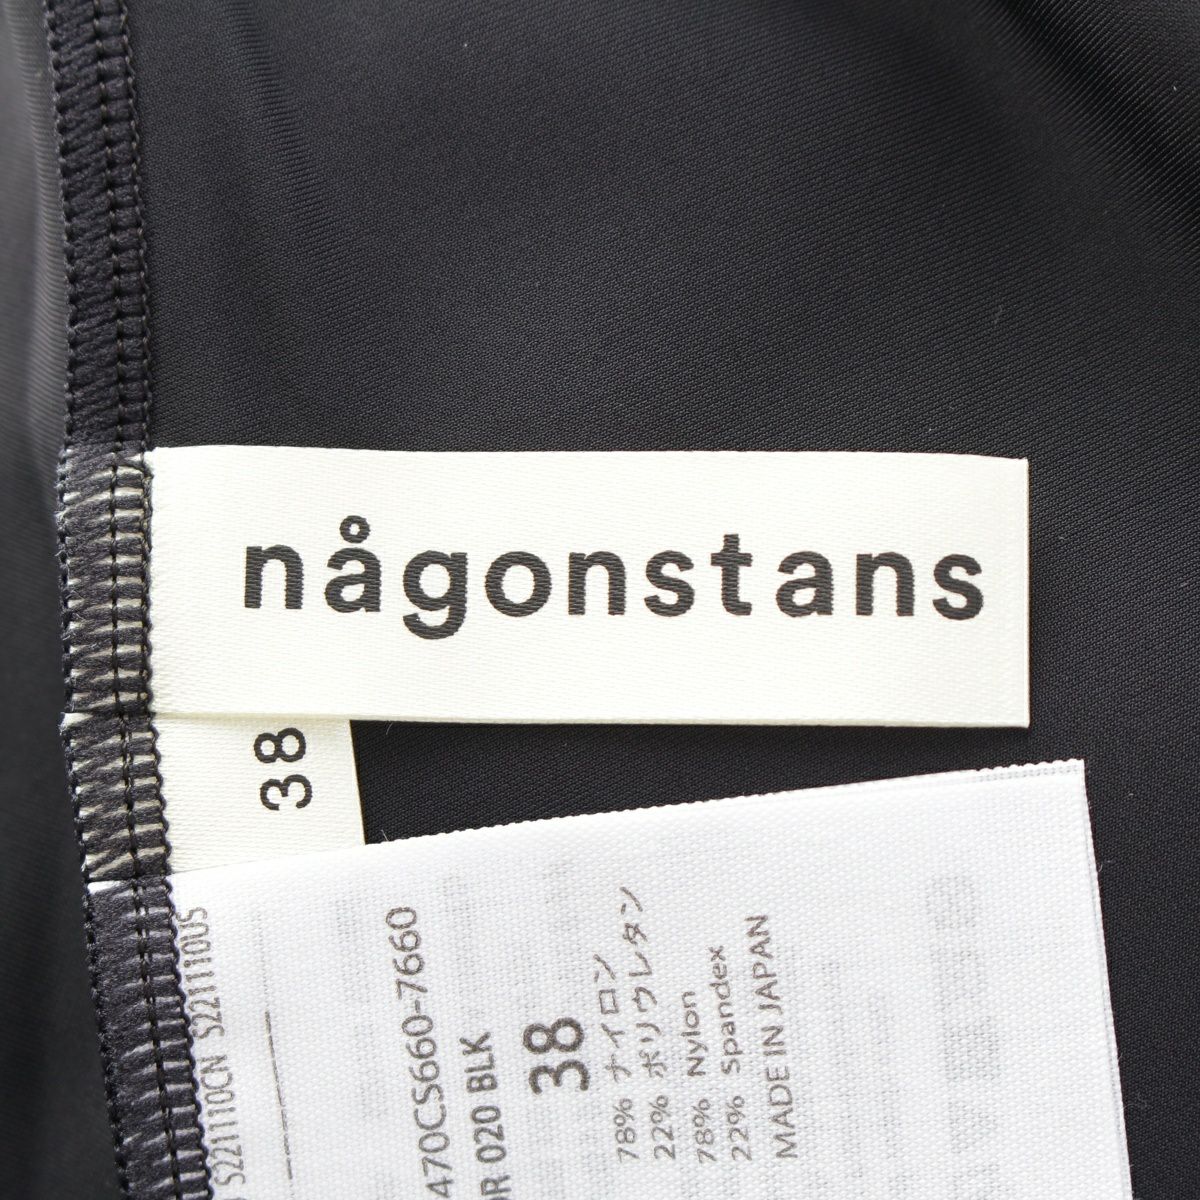 någonstans
38
S221110CN S221110US
470CS660-7660
020 BLK
38
78% ナイロン
22% ポリウレタン
78% Nylon
22% Spandex
MADE IN JAPAN